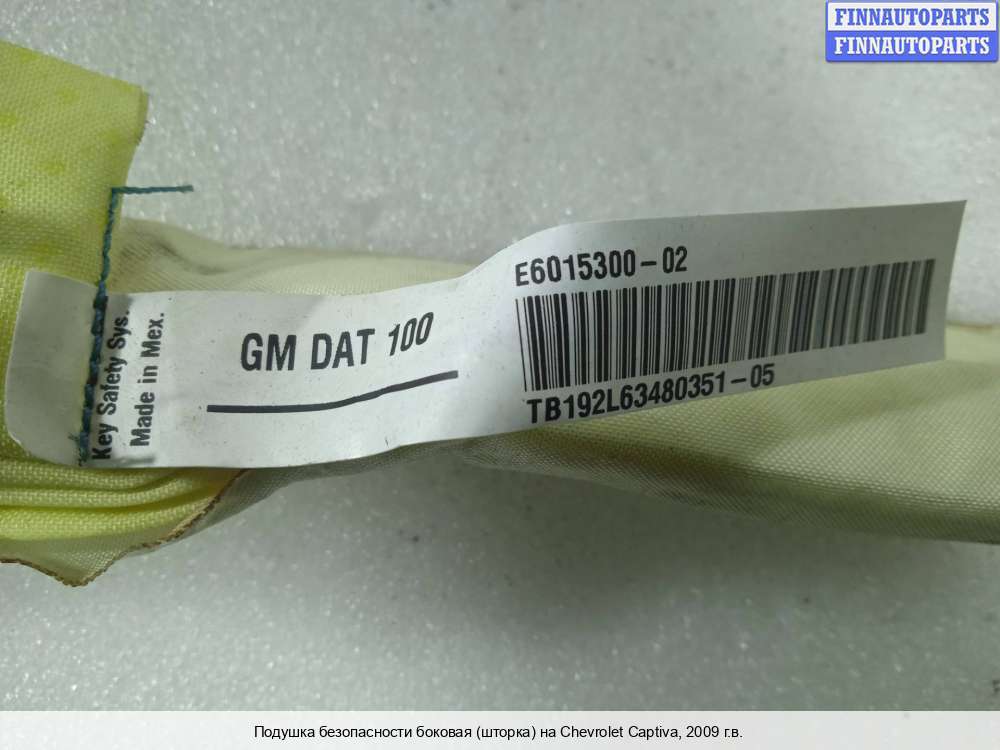 FINNAUTOPARTS
FINNAUTOPARTS
E6015300-02
Key Safety Sys.
Made in Mex.
GM DAT 100
TB192L63480351-05
Подушка безопасности боковая (шторка) на Chevrolet Captiva, 2009 г.в.